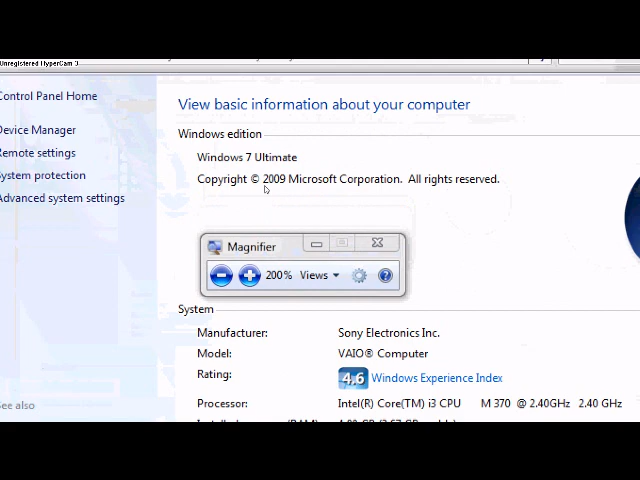 Unregistered HyperCam 3
Control Panel Home
Device Manager
Remote settings
System protection
Advanced system settings
See also
View basic information about your computer
Windows edition
Windows 7 Ultimate
Copyright © 2009 Microsoft Corporation. All rights reserved.
Magnifier
200% Views
System
Manufacturer: Sony Electronics Inc.
Model: VAIO® Computer
Rating: 4.6 Windows Experience Index
Processor: Intel(R) Core(TM) i3 CPU M 370 @ 2.40GHz 2.40 GHz